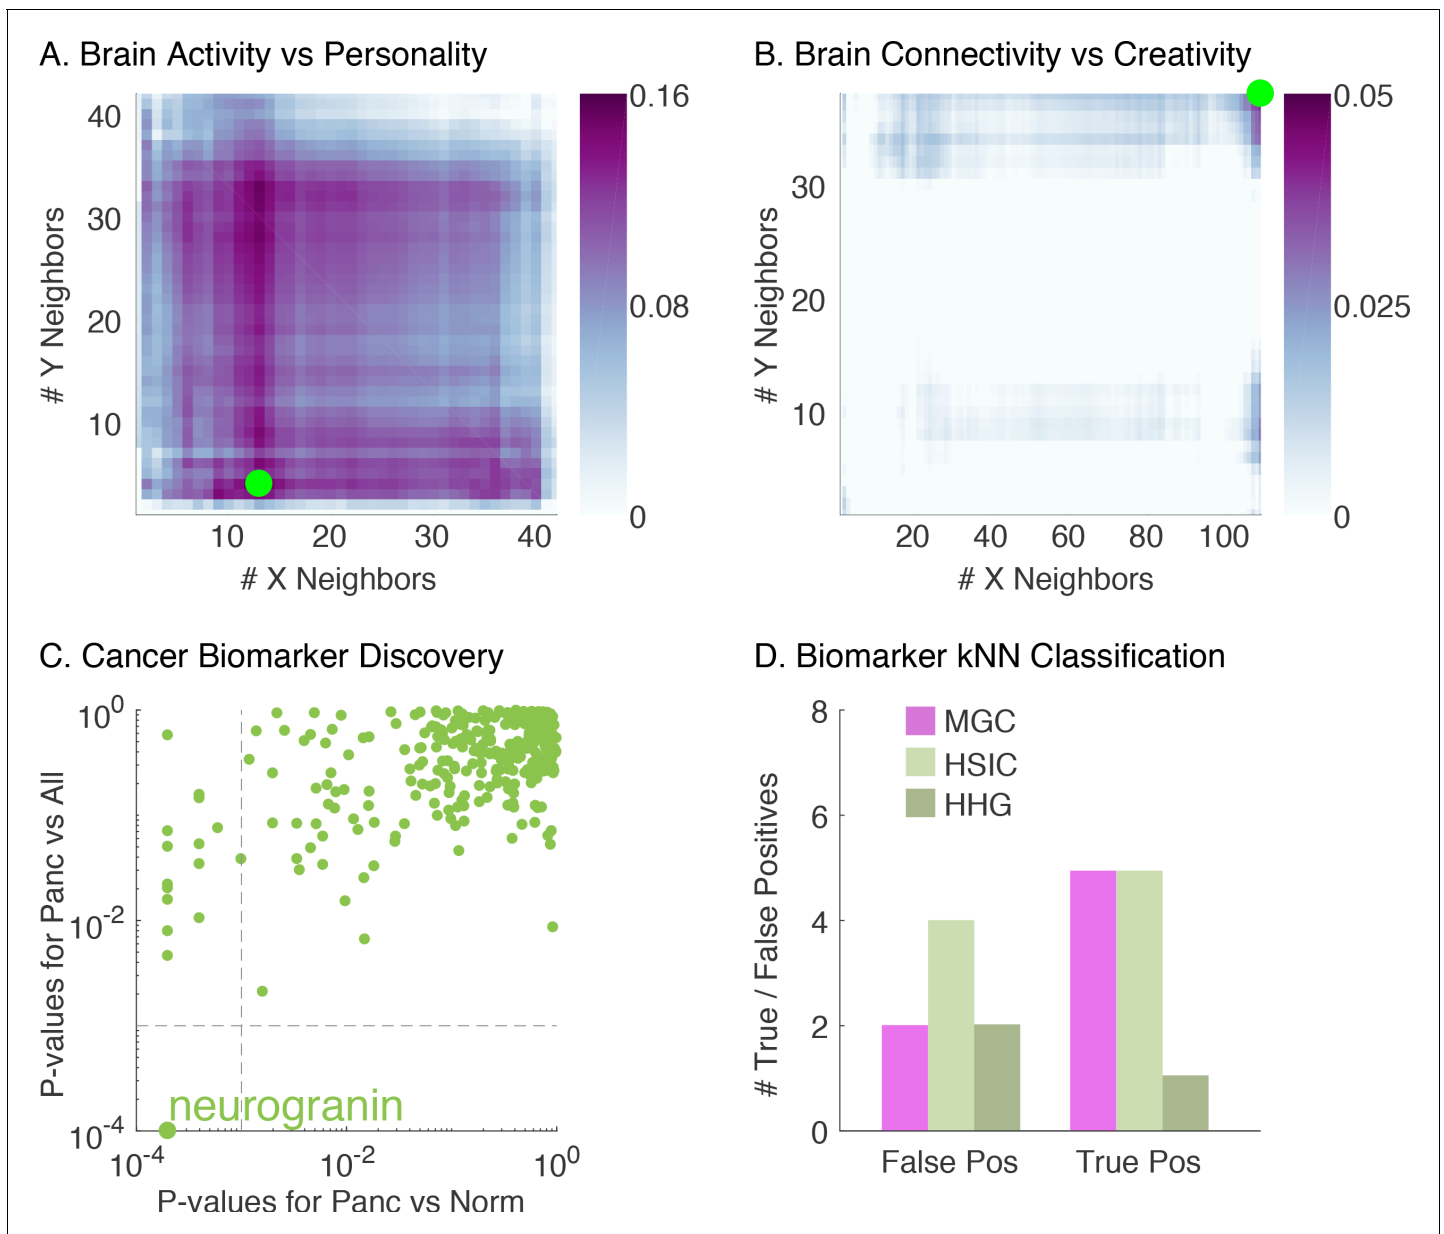 A. Brain Activity vs Personality
40
30
20
10
# Y Neighbors
10 20 30 40
# X Neighbors
0.16
0.08
0
B. Brain Connectivity vs Creativity
30
20
10
# Y Neighbors
20 40 60 80 100
# X Neighbors
0.05
0.025
0
C. Cancer Biomarker Discovery
10^0
10^-2
10^-4
P-values for Panc vs All
neurogranin
10^-4 10^-2 10^0
P-values for Panc vs Norm
D. Biomarker kNN Classification
8
6
4
2
0
# True / False Positives
MGC
HSIC
HHG
False Pos True Pos